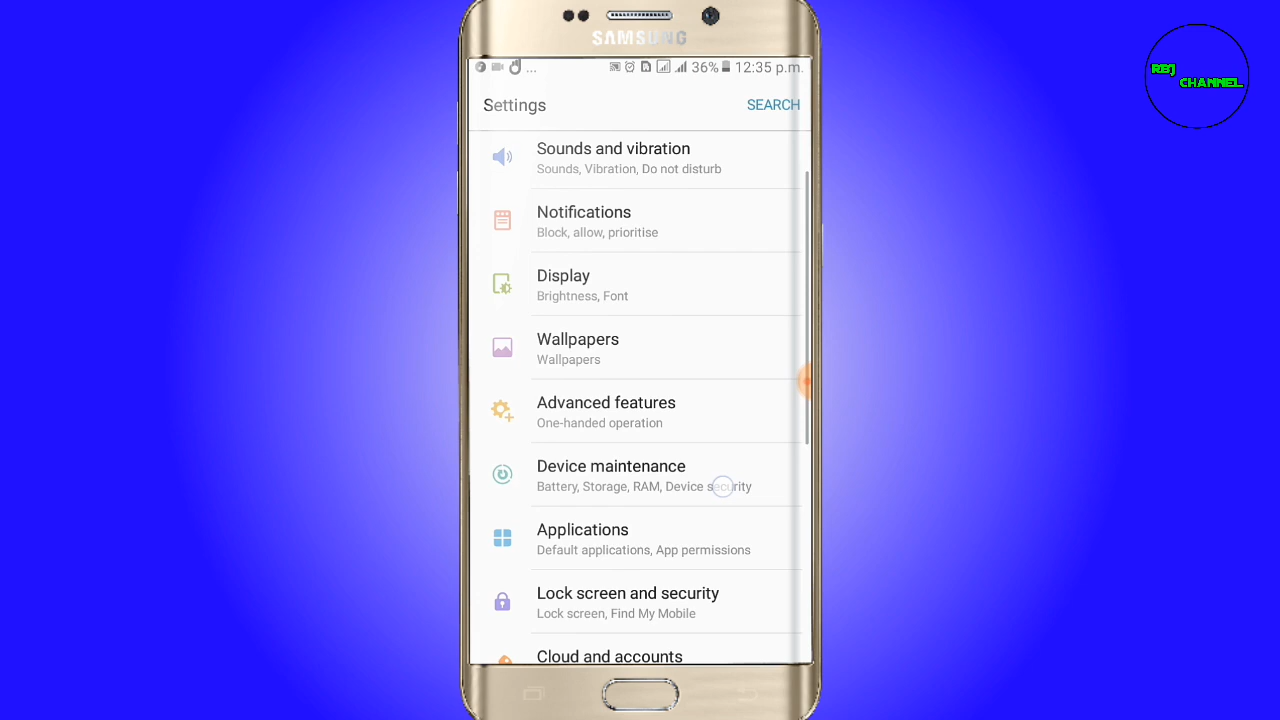 SAMSUNG
... 36% 12:35 p.m.
RBJ
CHANNEL
Settings
SEARCH
Sounds and vibration
Sounds, Vibration, Do not disturb
Notifications
Block, allow, prioritise
Display
Brightness, Font
Wallpapers
Wallpapers
Advanced features
One-handed operation
Device maintenance
Battery, Storage, RAM, Device security
Applications
Default applications, App permissions
Lock screen and security
Lock screen, Find My Mobile
Cloud and accounts